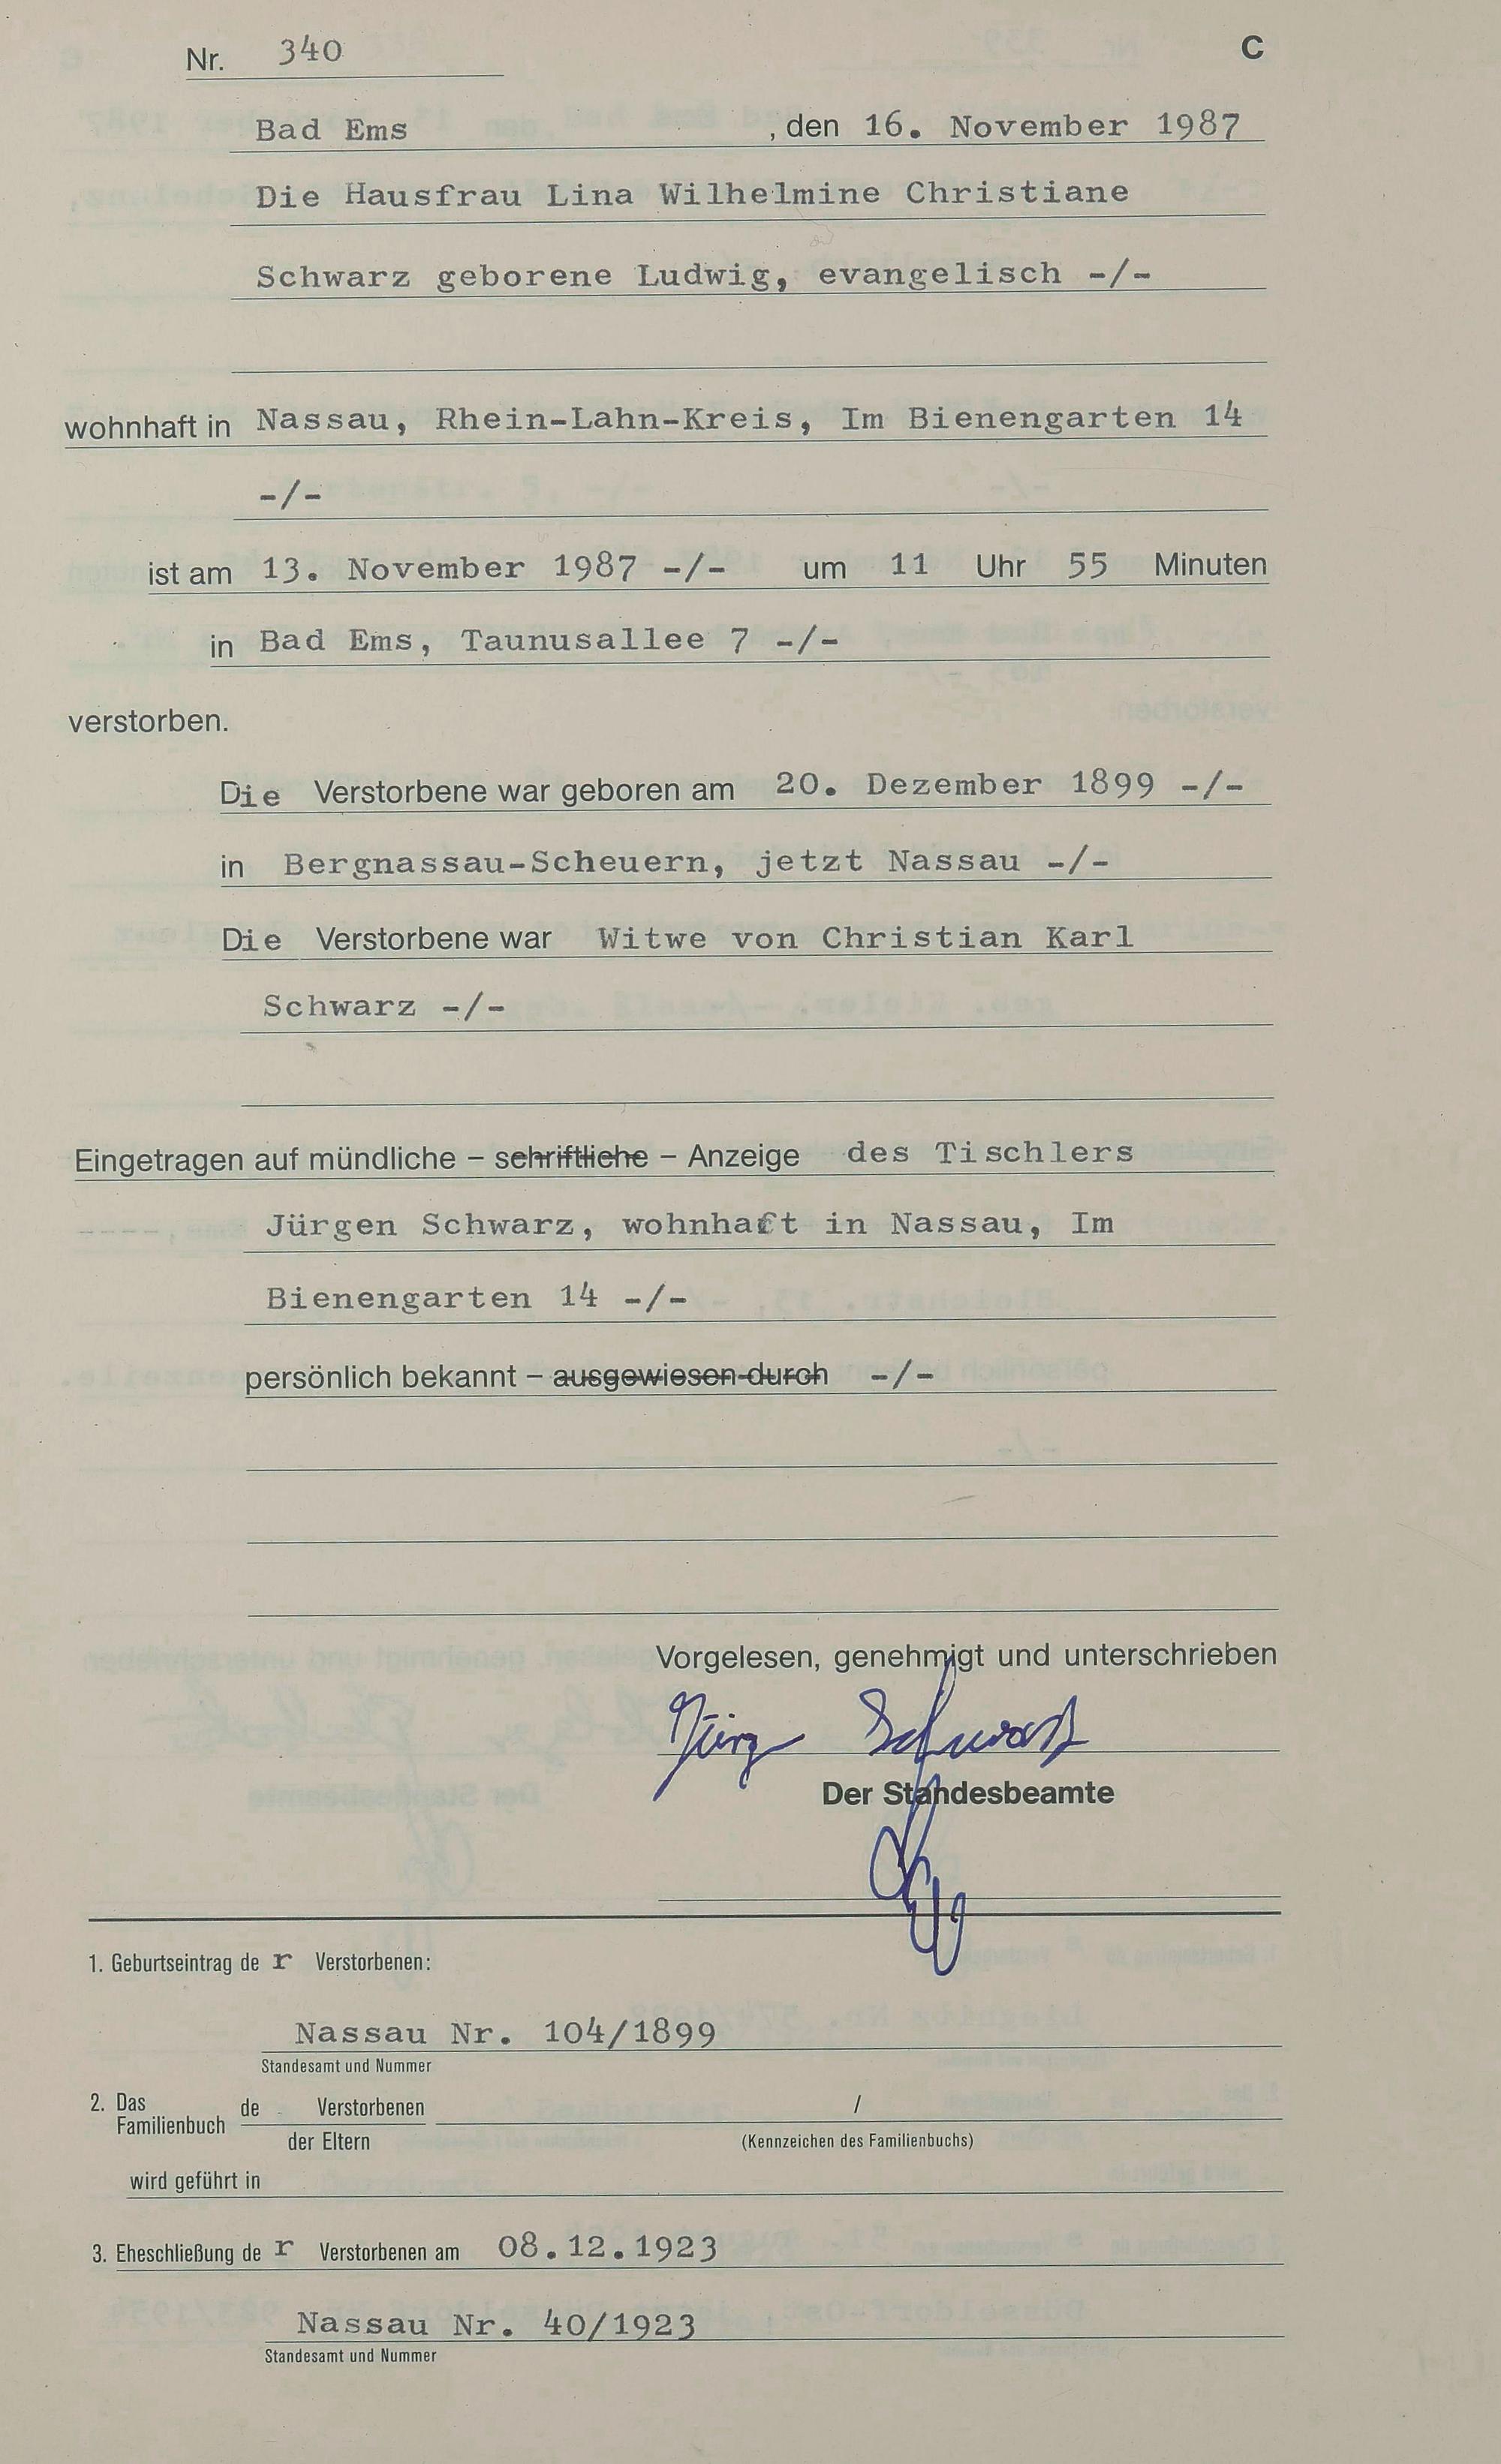 Nr. 340 C
Bad Ems , den 16. November 1987
Die Hausfrau Lina Wilhelmine Christiane
Schwarz geborene Ludwig, evangelisch -/-
wohnhaft in Nassau, Rhein-Lahn-Kreis, Im Bienengarten 14
-/-
ist am 13. November 1987 -/- um 11 Uhr 55 Minuten
in Bad Ems, Taunusallee 7 -/-
verstorben.
Die Verstorbene war geboren am 20. Dezember 1899 -/-
in Bergnassau-Scheuern, jetzt Nassau -/-
Die Verstorbene war Witwe von Christian Karl
Schwarz -/-
Eingetragen auf mündliche – schriftliche – Anzeige des Tischlers
Jürgen Schwarz, wohnhaft in Nassau, Im
Bienengarten 14 -/-
persönlich bekannt – ausgewiesen durch -/-
Vorgelesen, genehmigt und unterschrieben
Jürg Schwarz
Der Standesbeamte
1. Geburtseintrag de r Verstorbenen:
Nassau Nr. 104/1899
Standesamt und Nummer
2. Das Familienbuch de Verstorbenen /
der Eltern (Kennzeichen des Familienbuchs)
wird geführt in
3. Eheschließung de r Verstorbenen am 08.12.1923
Nassau Nr. 40/1923
Standesamt und Nummer